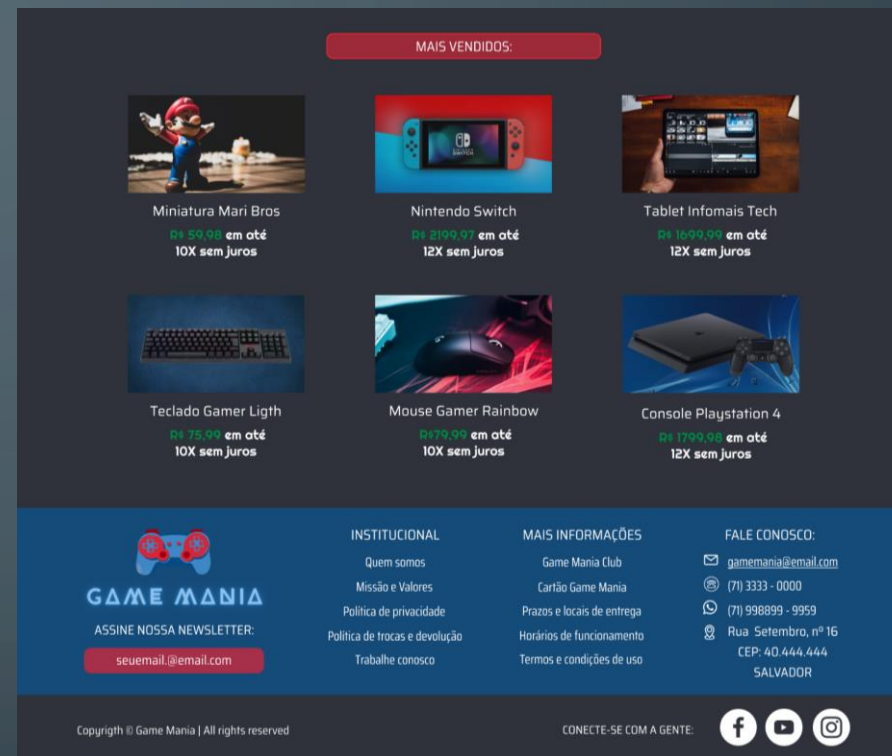 MAIS VENDIDOS:
Miniatura Mari Bros
R$ 59,98 em até
10X sem juros
Nintendo Switch
R$ 2199,97 em até
12X sem juros
Tablet Infomais Tech
R$ 1699,99 em até
12X sem juros
Teclado Gamer Ligth
R$ 75,99 em até
10X sem juros
Mouse Gamer Rainbow
R$79,99 em até
10X sem juros
Console Playstation 4
R$ 1799,98 em até
12X sem juros
GAME MANIA
ASSINE NOSSA NEWSLETTER:
seuemail.@email.com
INSTITUCIONAL
Quem somos
Missão e Valores
Política de privacidade
Política de trocas e devolução
Trabalhe conosco
MAIS INFORMAÇÕES
Game Mania Club
Cartão Game Mania
Prazos e locais de entrega
Horários de funcionamento
Termos e condições de uso
FALE CONOSCO:
gamemania@email.com
(71) 3333 - 0000
(71) 998899 - 9959
Rua Setembro, nº 16
CEP: 40.444.444
SALVADOR
Copyrigth © Game Mania | All rights reserved
CONECTE-SE COM A GENTE: